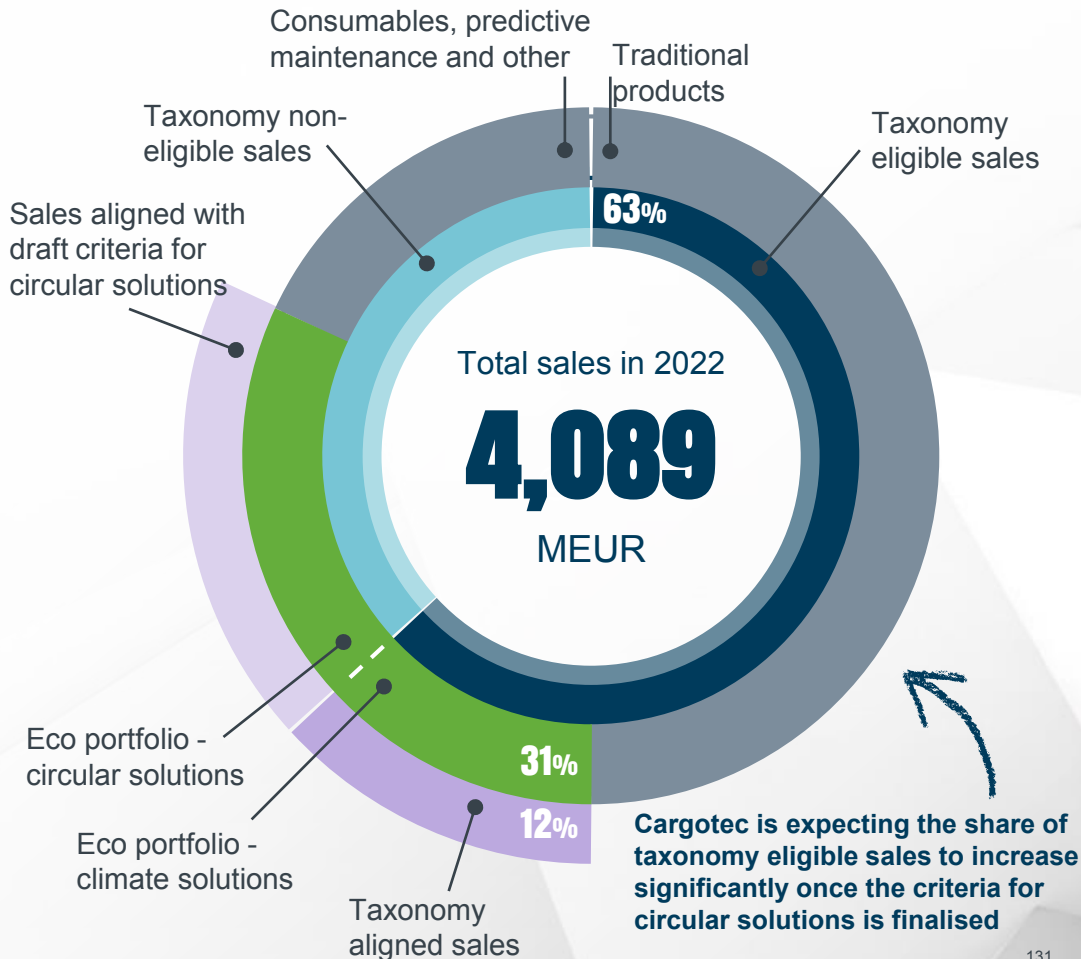 Consumables, predictive
maintenance and other
Traditional
products
Taxonomy non-
eligible sales
Taxonomy
eligible sales
Sales aligned with
draft criteria for
circular solutions
63%
Total sales in 2022
4,089
MEUR
Eco portfolio -
circular solutions
31%
12%
Eco portfolio -
climate solutions
Taxonomy
aligned sales
Cargotec is expecting the share of
taxonomy eligible sales to increase
significantly once the criteria for
circular solutions is finalised
131